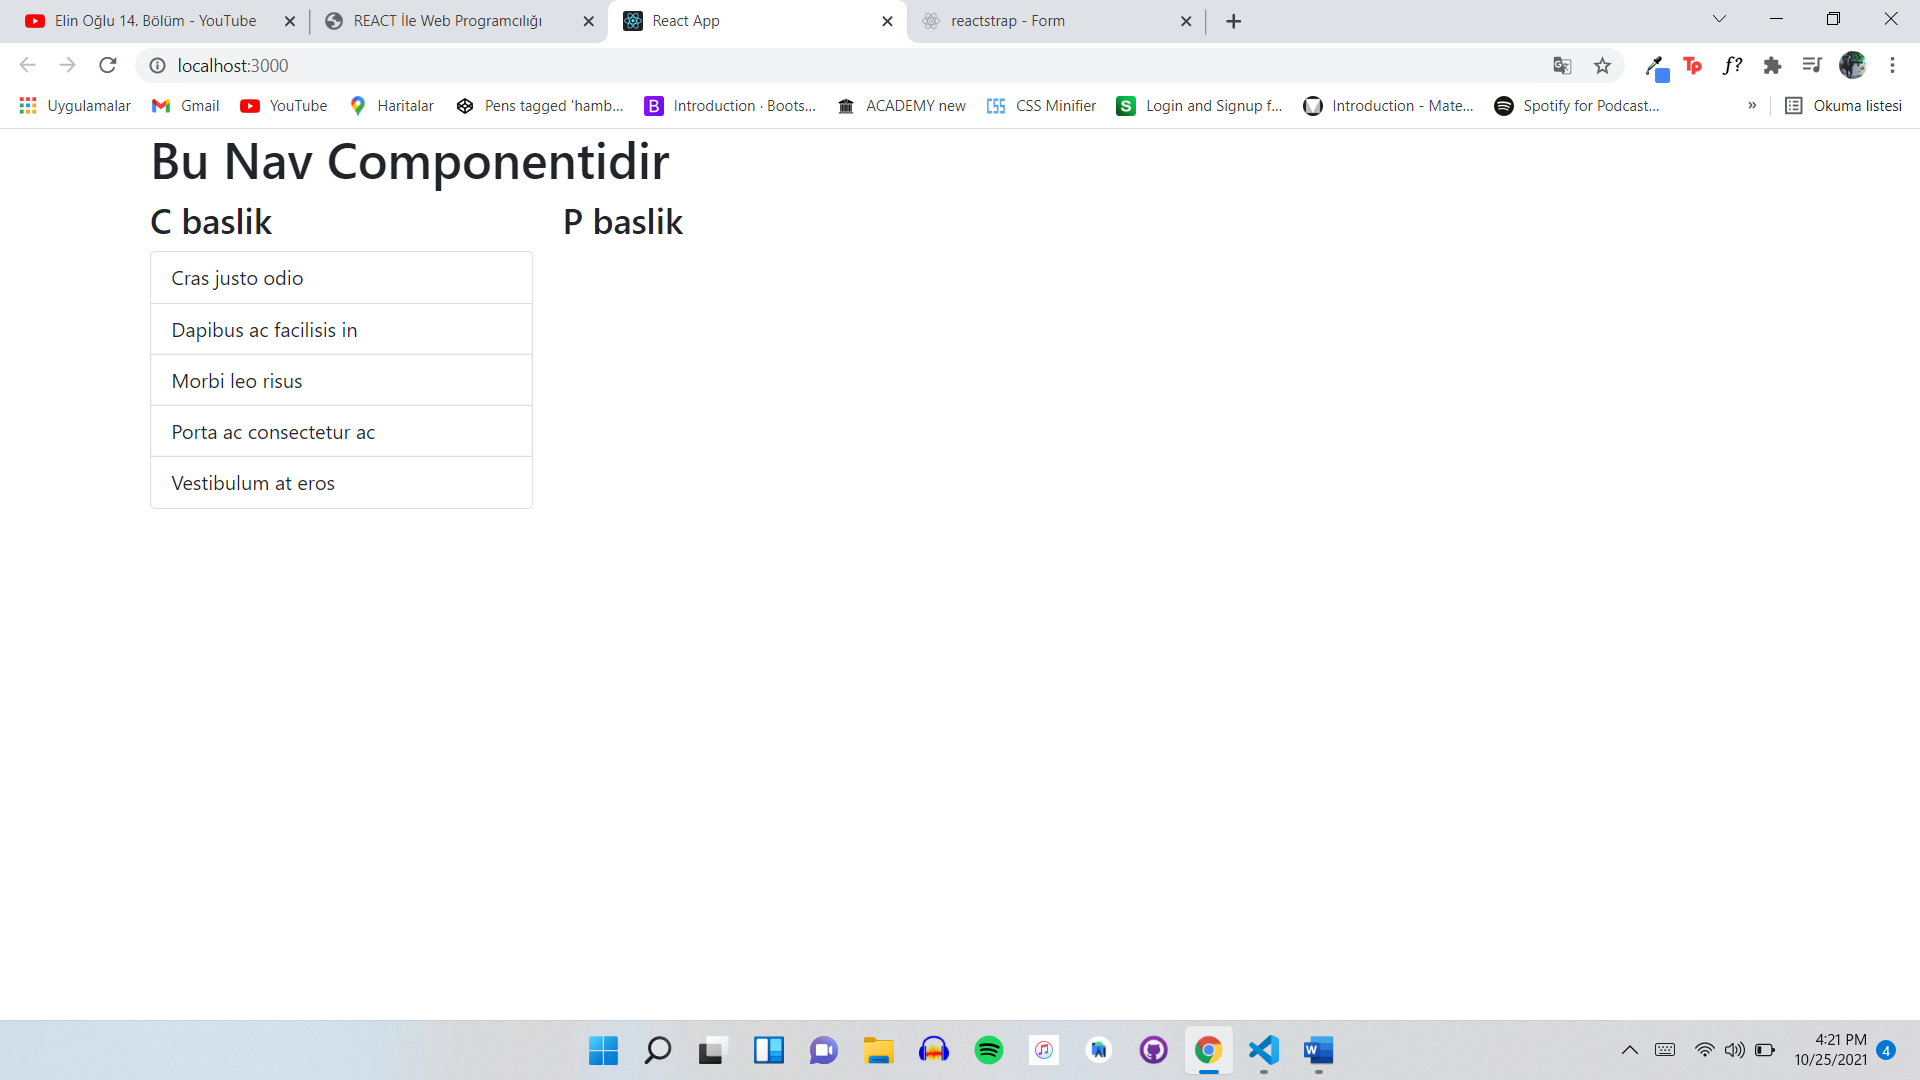 Elin Oğlu 14. Bölüm - YouTube
REACT İle Web Programcılığı
React App
reactstrap - Form
localhost:3000
Tp
f?
Uygulamalar
Gmail
YouTube
Haritalar
Pens tagged 'hamb...
B
Introduction · Boots...
ACADEMY new
CSS
CSS Minifier
S
Login and Signup f...
Introduction - Mate...
Spotify for Podcast...
»
Okuma listesi
Bu Nav Componentidir
C baslik
P baslik
Cras justo odio
Dapibus ac facilisis in
Morbi leo risus
Porta ac consectetur ac
Vestibulum at eros
W
4:21 PM
10/25/2021
4